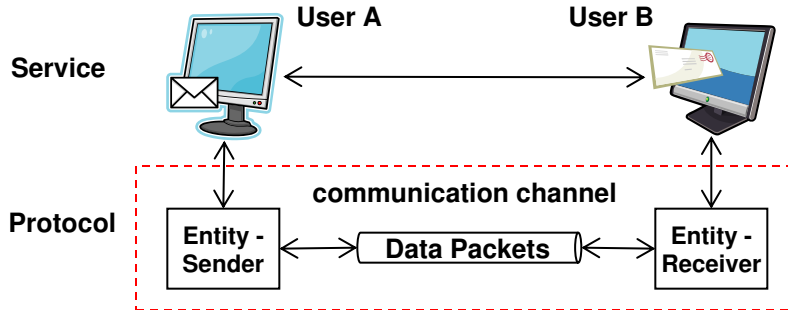 User A
User B
Service
communication channel
Protocol
Entity -
Sender
Data Packets
Entity -
Receiver